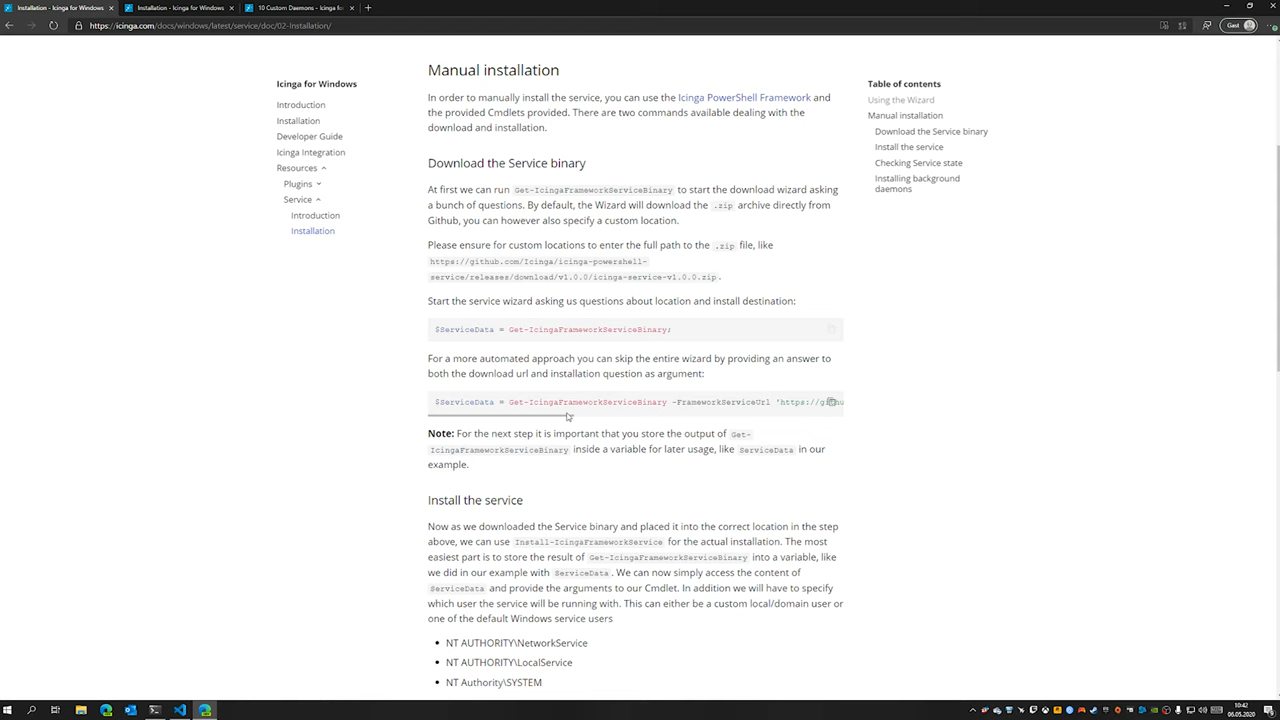 Installation - Icinga for Windows
Installation - Icinga for Windows
10 Custom Daemons - Icinga for
https://icinga.com/docs/windows/latest/service/doc/02-Installation/
Gast
Icinga for Windows
Introduction
Installation
Developer Guide
Icinga Integration
Resources
Plugins
Service
Introduction
Installation
Manual installation
In order to manually install the service, you can use the Icinga PowerShell Framework and
the provided Cmdlets provided. There are two commands available dealing with the
download and installation.
Download the Service binary
At first we can run Get-IcingaFrameworkServiceBinary to start the download wizard asking
a bunch of questions. By default, the Wizard will download the .zip archive directly from
Github, you can however also specify a custom location.
Please ensure for custom locations to enter the full path to the .zip file, like
https://github.com/Icinga/icinga-powershell-
service/releases/download/v1.0.0/icinga-service-v1.0.0.zip.
Start the service wizard asking us questions about location and install destination:
$ServiceData = Get-IcingaFrameworkServiceBinary;
For a more automated approach you can skip the entire wizard by providing an answer to
both the download url and installation question as argument:
$ServiceData = Get-IcingaFrameworkServiceBinary -FrameworkServiceUrl 'https://githu
Note: For the next step it is important that you store the output of Get-
IcingaFrameworkServiceBinary inside a variable for later usage, like ServiceData in our
example.
Install the service
Now as we downloaded the Service binary and placed it into the correct location in the step
above, we can use Install-IcingaFrameworkService for the actual installation. The most
easiest part is to store the result of Get-IcingaFrameworkServiceBinary into a variable, like
we did in our example with ServiceData. We can now simply access the content of
ServiceData and provide the arguments to our Cmdlet. In addition we will have to specify
which user the service will be running with. This can either be a custom local/domain user or
one of the default Windows service users
NT AUTHORITY\NetworkService
NT AUTHORITY\LocalService
NT Authority\SYSTEM
Table of contents
Using the Wizard
Manual installation
Download the Service binary
Install the service
Checking Service state
Installing background
daemons
10:42
06.05.2020